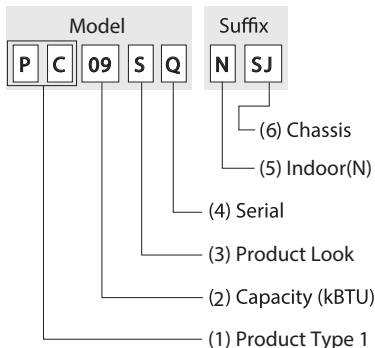 Model Suffix
P C 09 S Q N SJ
(6) Chassis
(5) Indoor(N)
(4) Serial
(3) Product Look
(2) Capacity (kBTU)
(1) Product Type 1